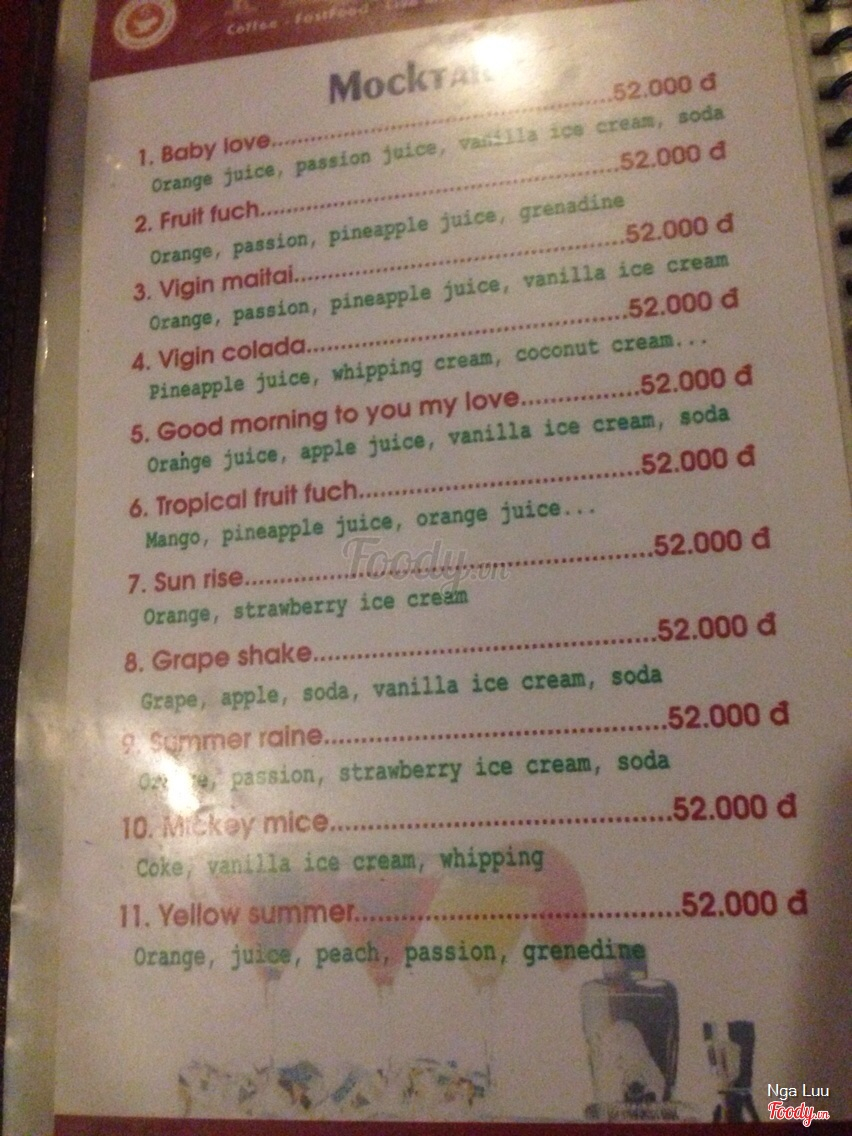 Coffee - Fastfood -
1. Baby love..........52.000 đ
Orange juice, passion juice, vanilla ice cream, soda
2. Fruit fuch..........52.000 đ
Orange, passion, pineapple juice, grenadine
3. Vigin maitai..........52.000 đ
Orange, passion, pineapple juice, vanilla ice cream
4. Vigin colada..........52.000 đ
Pineapple juice, whipping cream, coconut cream...
5. Good morning to you my love..........52.000 đ
Orange juice, apple juice, vanilla ice cream, soda
6. Tropical fruit fuch..........52.000 đ
Mango, pineapple juice, orange juice...
Foody.vn
7. Sun rise..........52.000 đ
Orange, strawberry ice cream
8. Grape shake..........52.000 đ
Grape, apple, soda, vanilla ice cream, soda
9. Summer raine..........52.000 đ
passion, strawberry ice cream, soda
10. Mickey mice..........52.000 đ
Coke, vanilla ice cream, whipping
11. Yellow summer..........52.000 đ
Orange, juice, peach, passion, grenedine
Nga Luu
Foody.vn